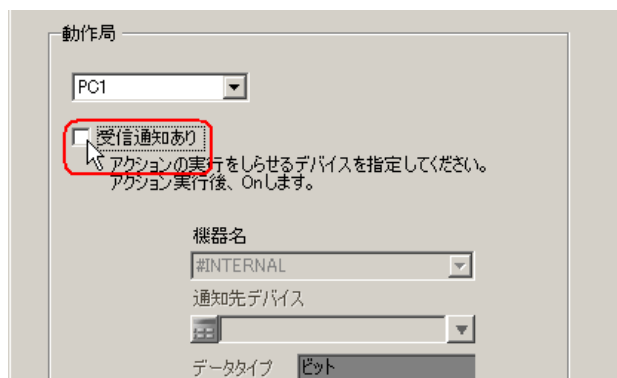 動作局
PC1
受信通知あり
アクションの実行をしらせるデバイスを指定してください。
アクション実行後、Onします。
機器名
#INTERNAL
通知先デバイス
データタイプ ビット